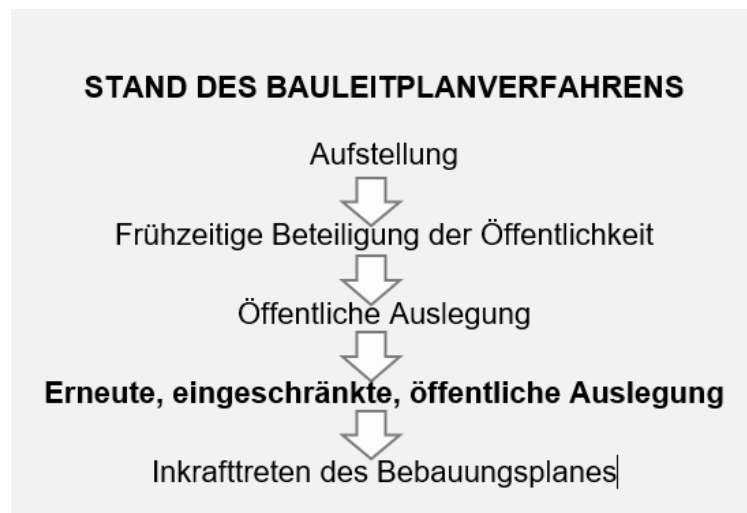 STAND DES BAULEITPLANVERFAHRENS
Aufstellung
Frühzeitige Beteiligung der Öffentlichkeit
Öffentliche Auslegung
Erneute, eingeschränkte, öffentliche Auslegung
Inkrafttreten des Bebauungsplanes